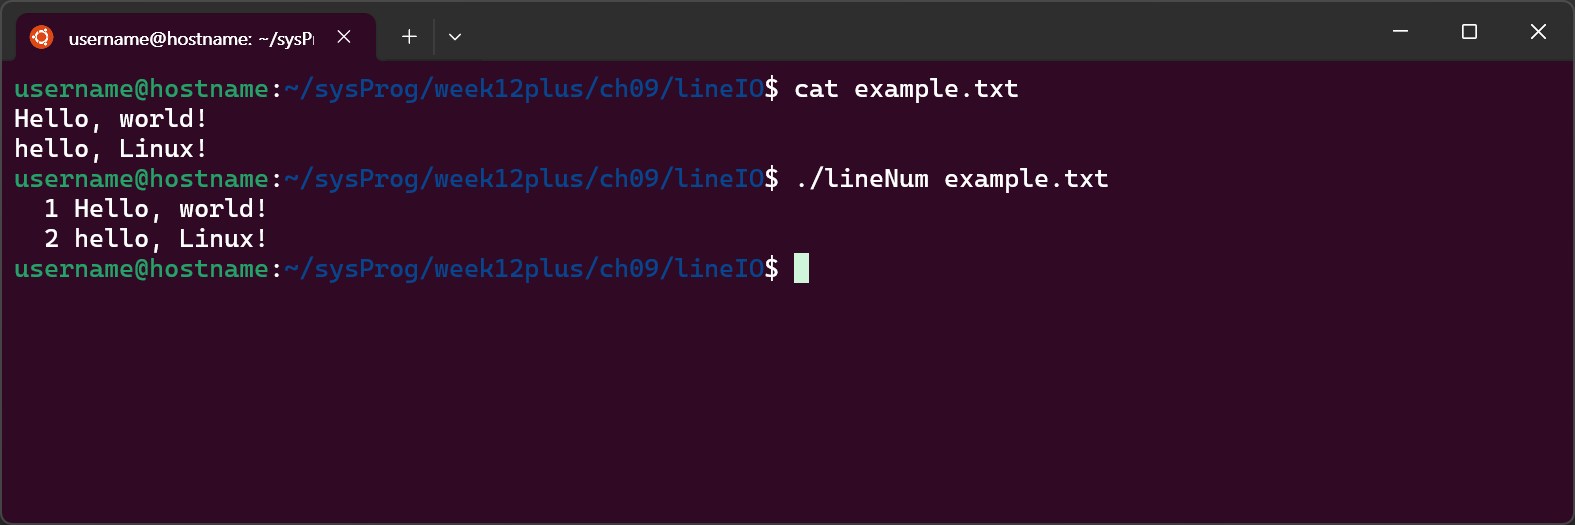 username@hostname: ~/sysPr
username@hostname:~/sysProg/week12plus/ch09/lineIO$ cat example.txt
Hello, world!
hello, Linux!
username@hostname:~/sysProg/week12plus/ch09/lineIO$ ./lineNum example.txt
  1 Hello, world!
  2 hello, Linux!
username@hostname:~/sysProg/week12plus/ch09/lineIO$